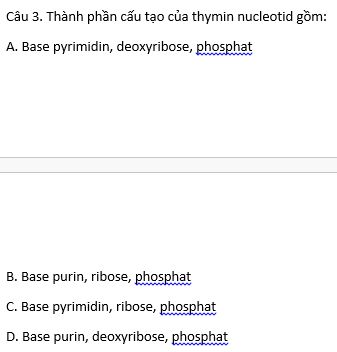 Câu 3. Thành phần cấu tạo của thymin nucleotid gồm:
A. Base pyrimidin, deoxyribose, phosphat
B. Base purin, ribose, phosphat
C. Base pyrimidin, ribose, phosphat
D. Base purin, deoxyribose, phosphat